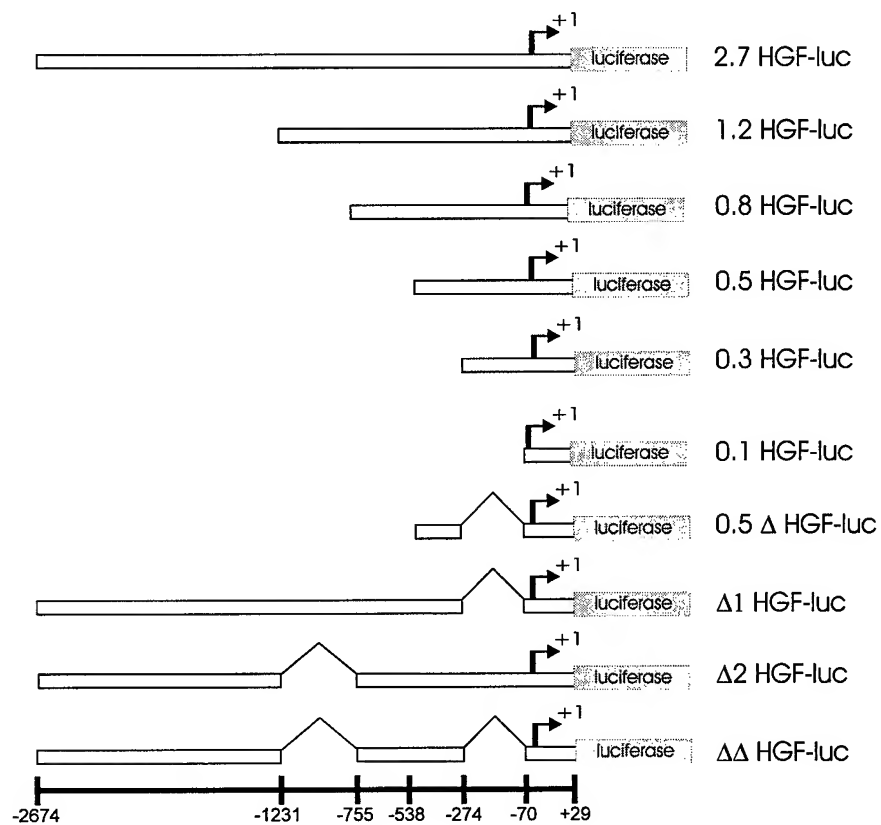 +1
luciferase 2.7 HGF-luc
+1
luciferase 1.2 HGF-luc
+1
luciferase 0.8 HGF-luc
+1
luciferase 0.5 HGF-luc
+1
luciferase 0.3 HGF-luc
+1
luciferase 0.1 HGF-luc
+1
luciferase 0.5 Δ HGF-luc
+1
luciferase Δ1 HGF-luc
+1
luciferase Δ2 HGF-luc
+1
luciferase ΔΔ HGF-luc
-2674 -1231 -755 -538 -274 -70 +29